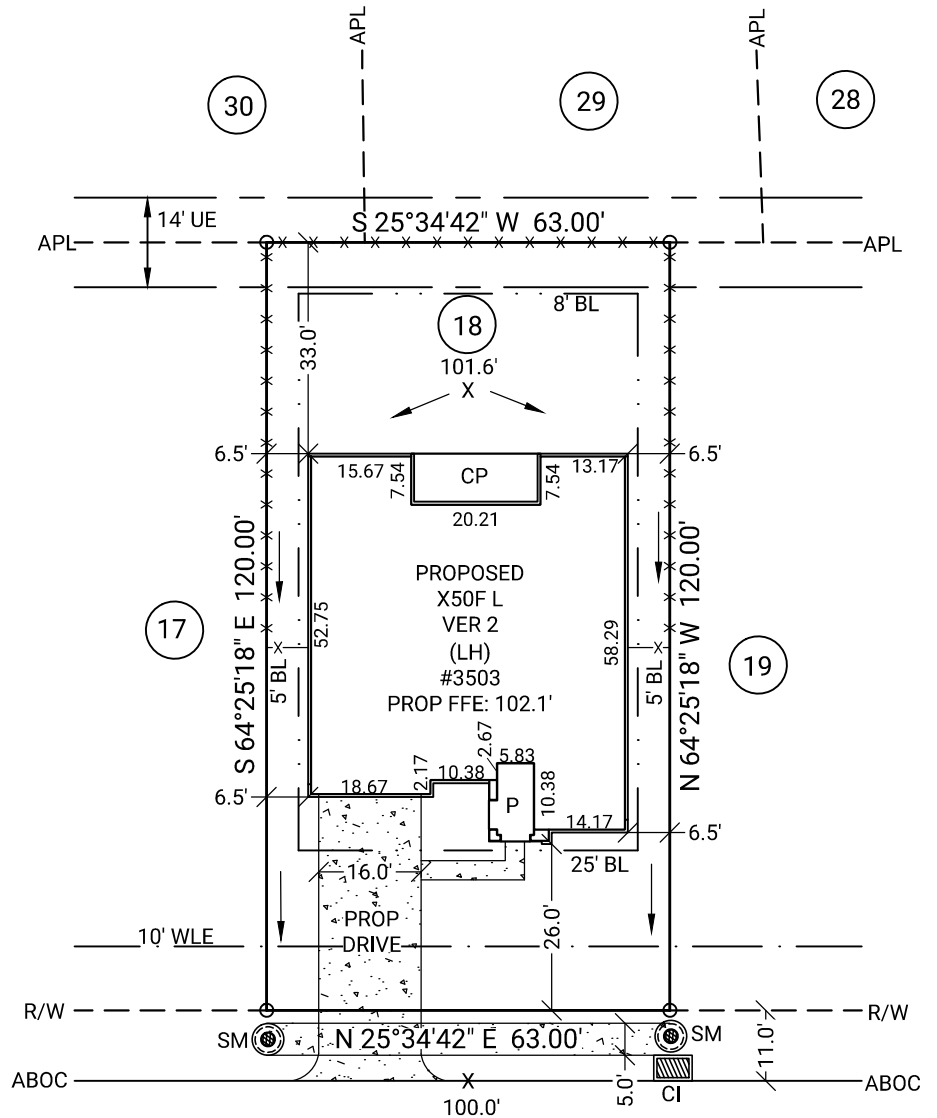 APL
APL
30
29
28
14' UE
S 25°34'42" W 63.00'
APL
APL
8' BL
18
33.0'
101.6'
X
6.5'
6.5'
15.67
7.54
CP
7.54
13.17
20.21
S 64°25'18" E 120.00'
N 64°25'18" W 120.00'
PROPOSED
X50F L
VER 2
(LH)
#3503
PROP FFE: 102.1'
52.75
58.29
17
19
X
X
5' BL
5' BL
2.67
5.83
2.17
10.38
18.67
10.38
P
14.17
6.5'
6.5'
25' BL
16.0'
PROP
DRIVE
26.0'
10' WLE
R/W
R/W
SM
N 25°34'42" E 63.00'
SM
11.0'
5.0'
ABOC
X
CI
ABOC
100.0'